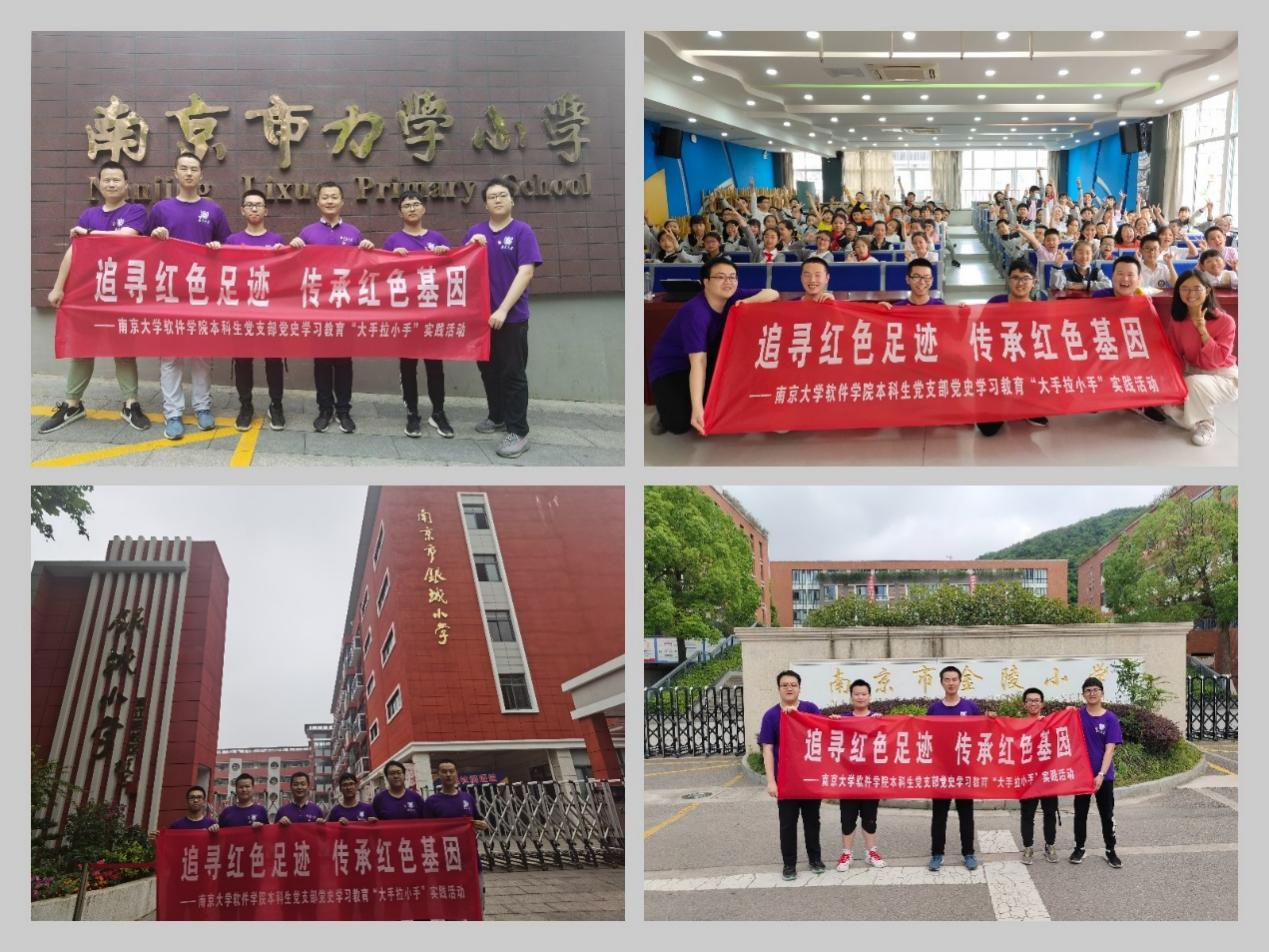 南京市力学小学
Nanjing Lixue Primary School
追寻红色足迹 传承红色基因
——南京大学软件学院本科生党支部党史学习教育“大手拉小手”实践活动
追寻红色足迹 传承红色基因
——南京大学软件学院本科生党支部党史学习教育“大手拉小手”实践活动
南京市银城小学
银城小学
追寻红色足迹 传承红色基因
——南京大学软件学院本科生党支部党史学习教育“大手拉小手”实践活动
南京市金陵小学
追寻红色足迹 传承红色基因
——南京大学软件学院本科生党支部党史学习教育“大手拉小手”实践活动